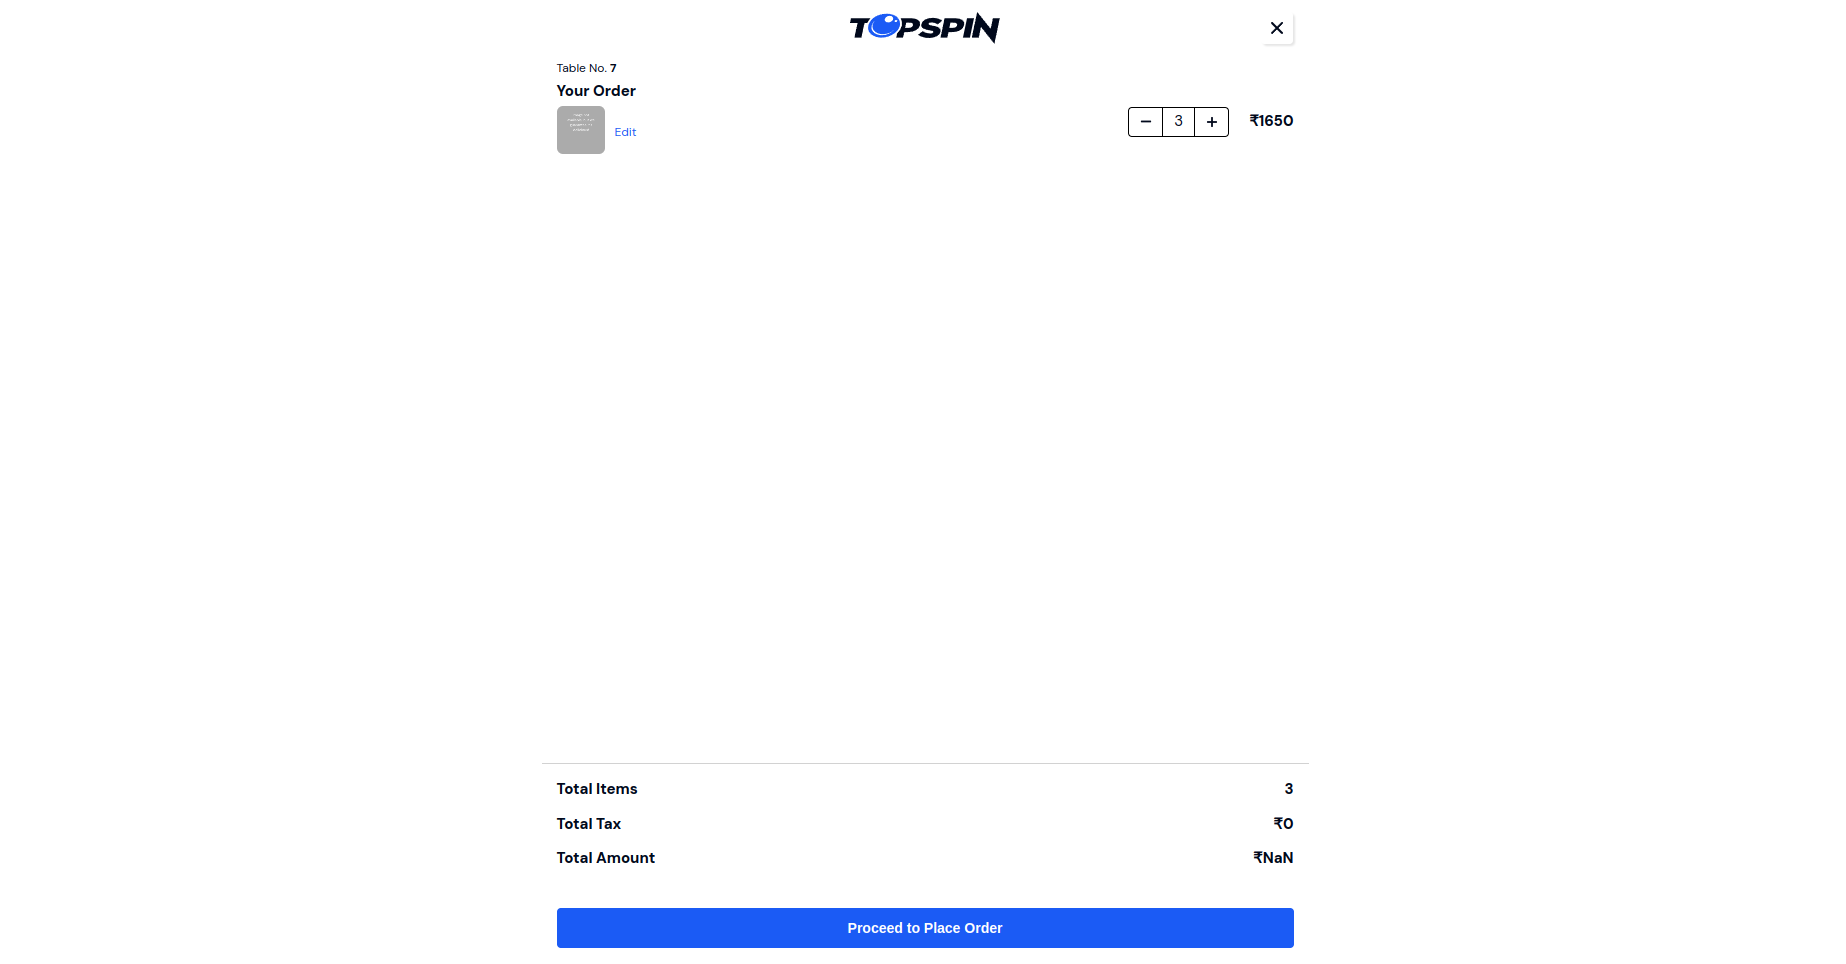 TOPSPIN
Table No. 7
Your Order
Edit
3
₹1650
Total Items
3
Total Tax
₹0
Total Amount
₹NaN
Proceed to Place Order